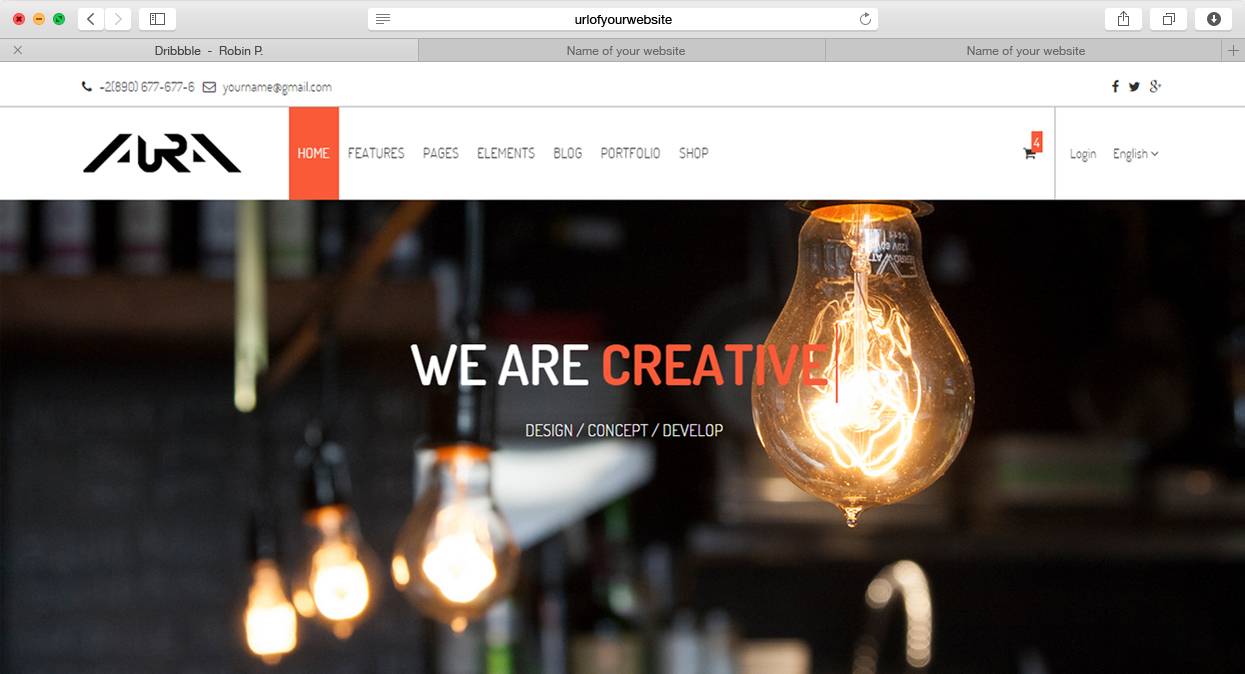 urlofyourwebsite
Dribbble - Robin P. Name of your website Name of your website
+2(890) 677-677-6 yourname@gmail.com
AURA HOME FEATURES PAGES ELEMENTS BLOG PORTFOLIO SHOP 4 Login English
WE ARE CREATIVE
DESIGN / CONCEPT / DEVELOP